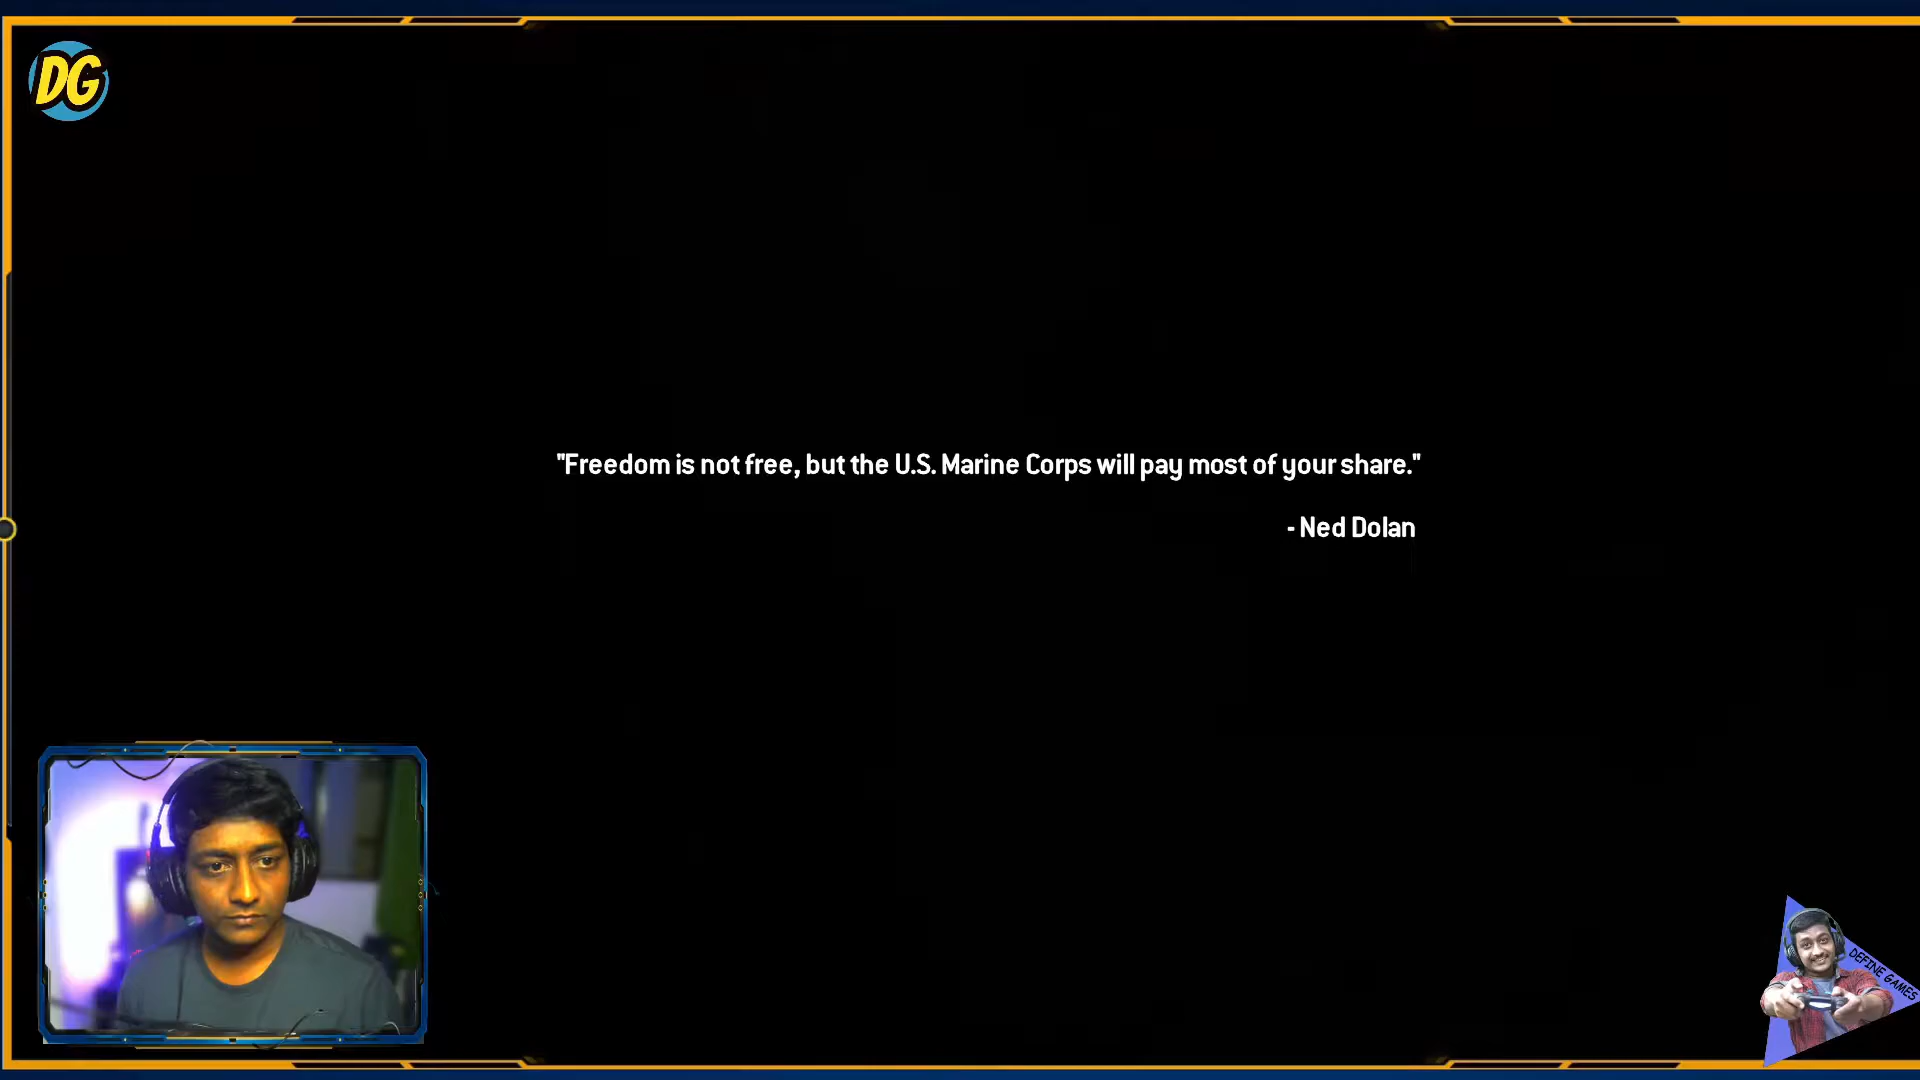 DG
"Freedom is not free, but the U.S. Marine Corps will pay most of your share."
- Ned Dolan
DEFINE GAMES